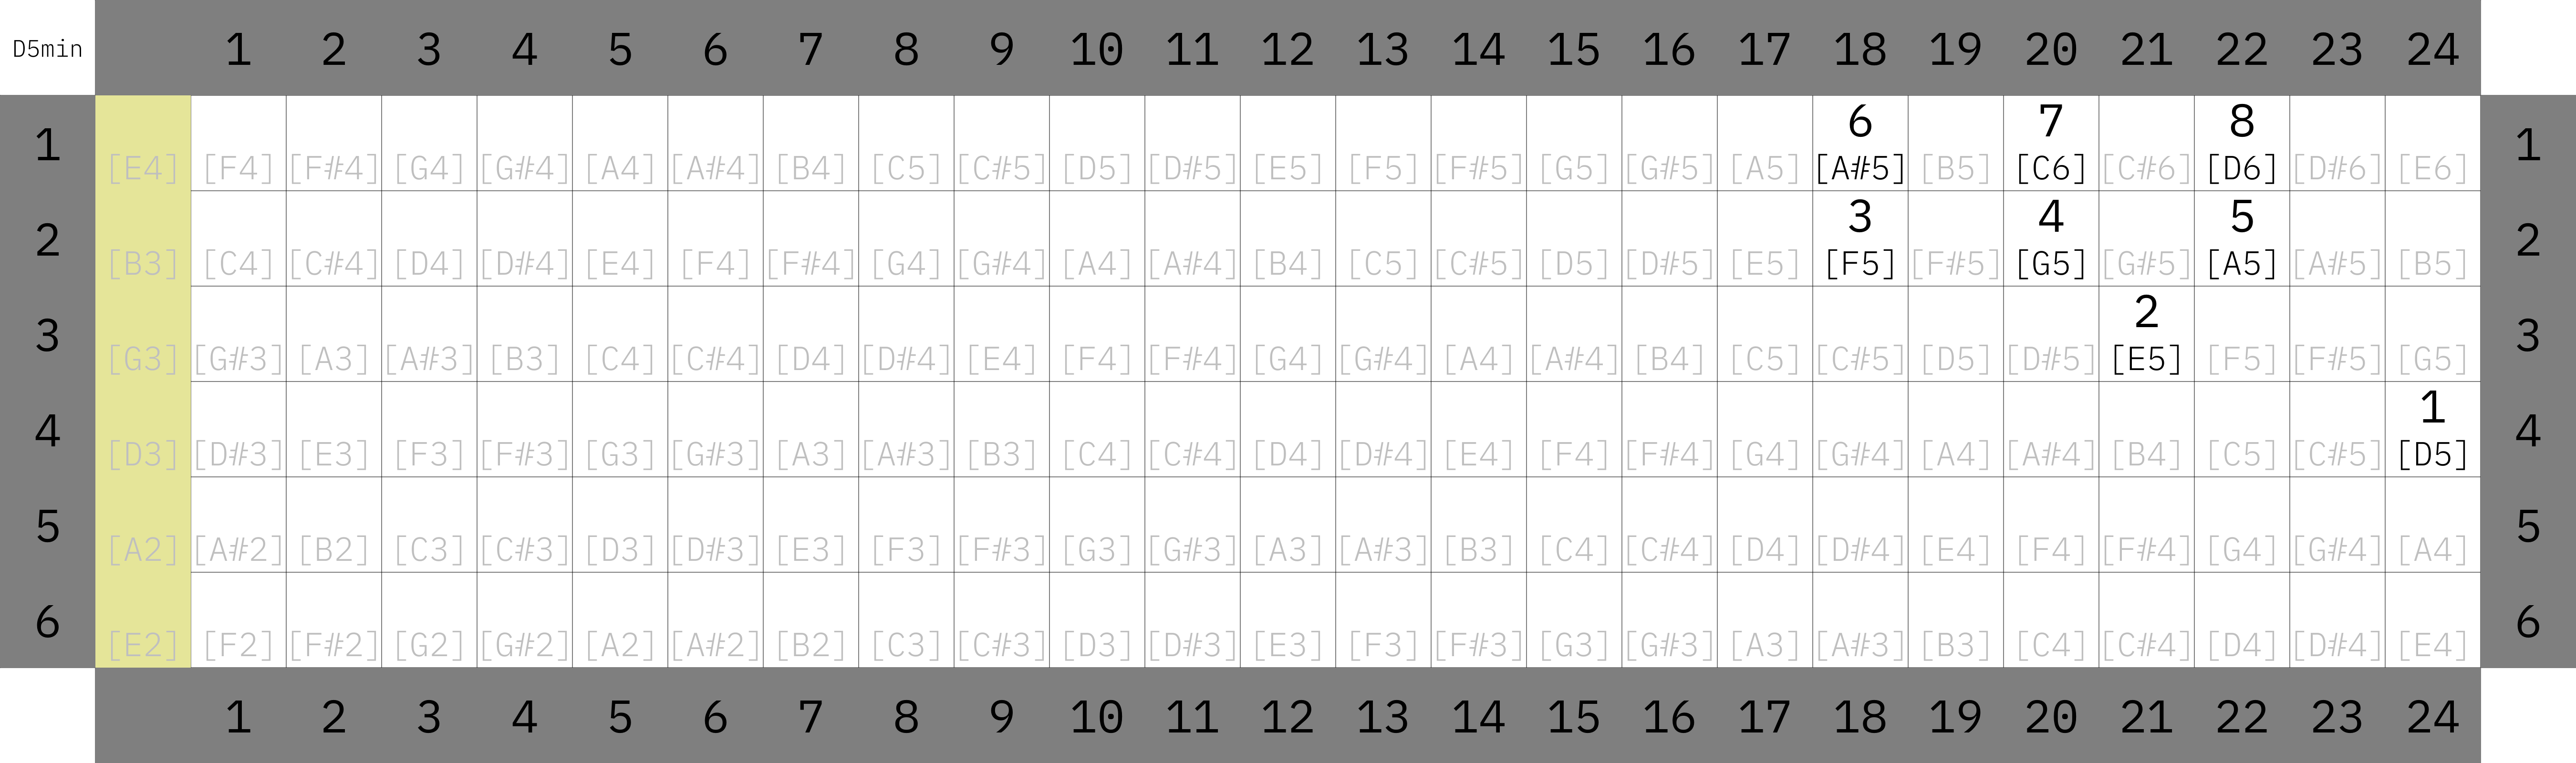 D5min 1 2 3 4 5 6 7 8 9 10 11 12 13 14 15 16 17 18 19 20 21 22 23 24
6 7 8
1 [E4] [F4] [F#4] [G4] [G#4] [A4] [A#4] [B4] [C5] [C#5] [D5] [D#5] [E5] [F5] [F#5] [G5] [G#5] [A5] [A#5] [B5] [C6] [C#6] [D6] [D#6] [E6] 1
3 4 5
2 [B3] [C4] [C#4] [D4] [D#4] [E4] [F4] [F#4] [G4] [G#4] [A4] [A#4] [B4] [C5] [C#5] [D5] [D#5] [E5] [F5] [F#5] [G5] [G#5] [A5] [A#5] [B5] 2
2
3 [G3] [G#3] [A3] [A#3] [B3] [C4] [C#4] [D4] [D#4] [E4] [F4] [F#4] [G4] [G#4] [A4] [A#4] [B4] [C5] [C#5] [D5] [D#5] [E5] [F5] [F#5] [G5] 3
1
4 [D3] [D#3] [E3] [F3] [F#3] [G3] [G#3] [A3] [A#3] [B3] [C4] [C#4] [D4] [D#4] [E4] [F4] [F#4] [G4] [G#4] [A4] [A#4] [B4] [C5] [C#5] [D5] 4
5 [A2] [A#2] [B2] [C3] [C#3] [D3] [D#3] [E3] [F3] [F#3] [G3] [G#3] [A3] [A#3] [B3] [C4] [C#4] [D4] [D#4] [E4] [F4] [F#4] [G4] [G#4] [A4] 5
6 [E2] [F2] [F#2] [G2] [G#2] [A2] [A#2] [B2] [C3] [C#3] [D3] [D#3] [E3] [F3] [F#3] [G3] [G#3] [A3] [A#3] [B3] [C4] [C#4] [D4] [D#4] [E4] 6
1 2 3 4 5 6 7 8 9 10 11 12 13 14 15 16 17 18 19 20 21 22 23 24